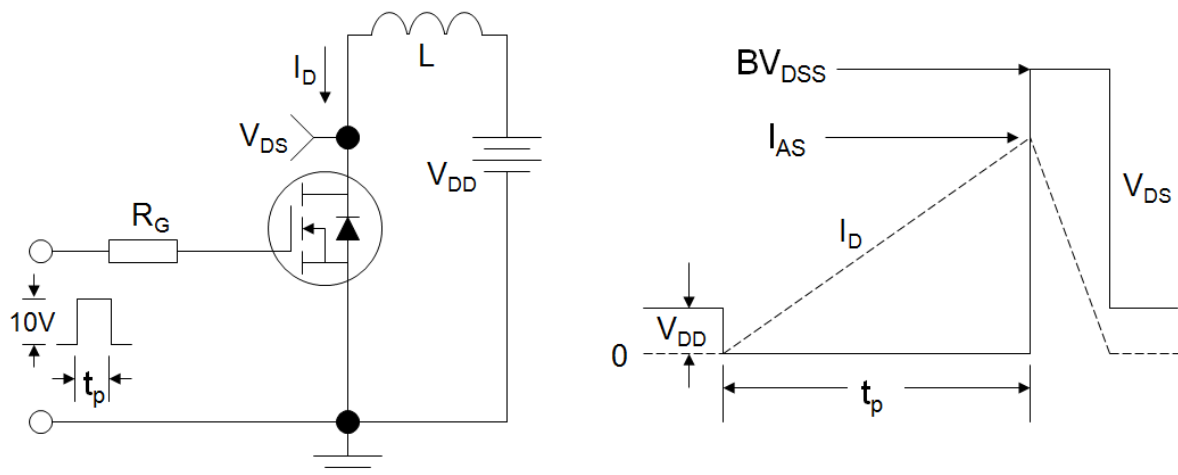 I_D
L
V_DS
V_DD
R_G
10V
t_p
BV_DSS
I_AS
V_DS
I_D
V_DD
0
t_p